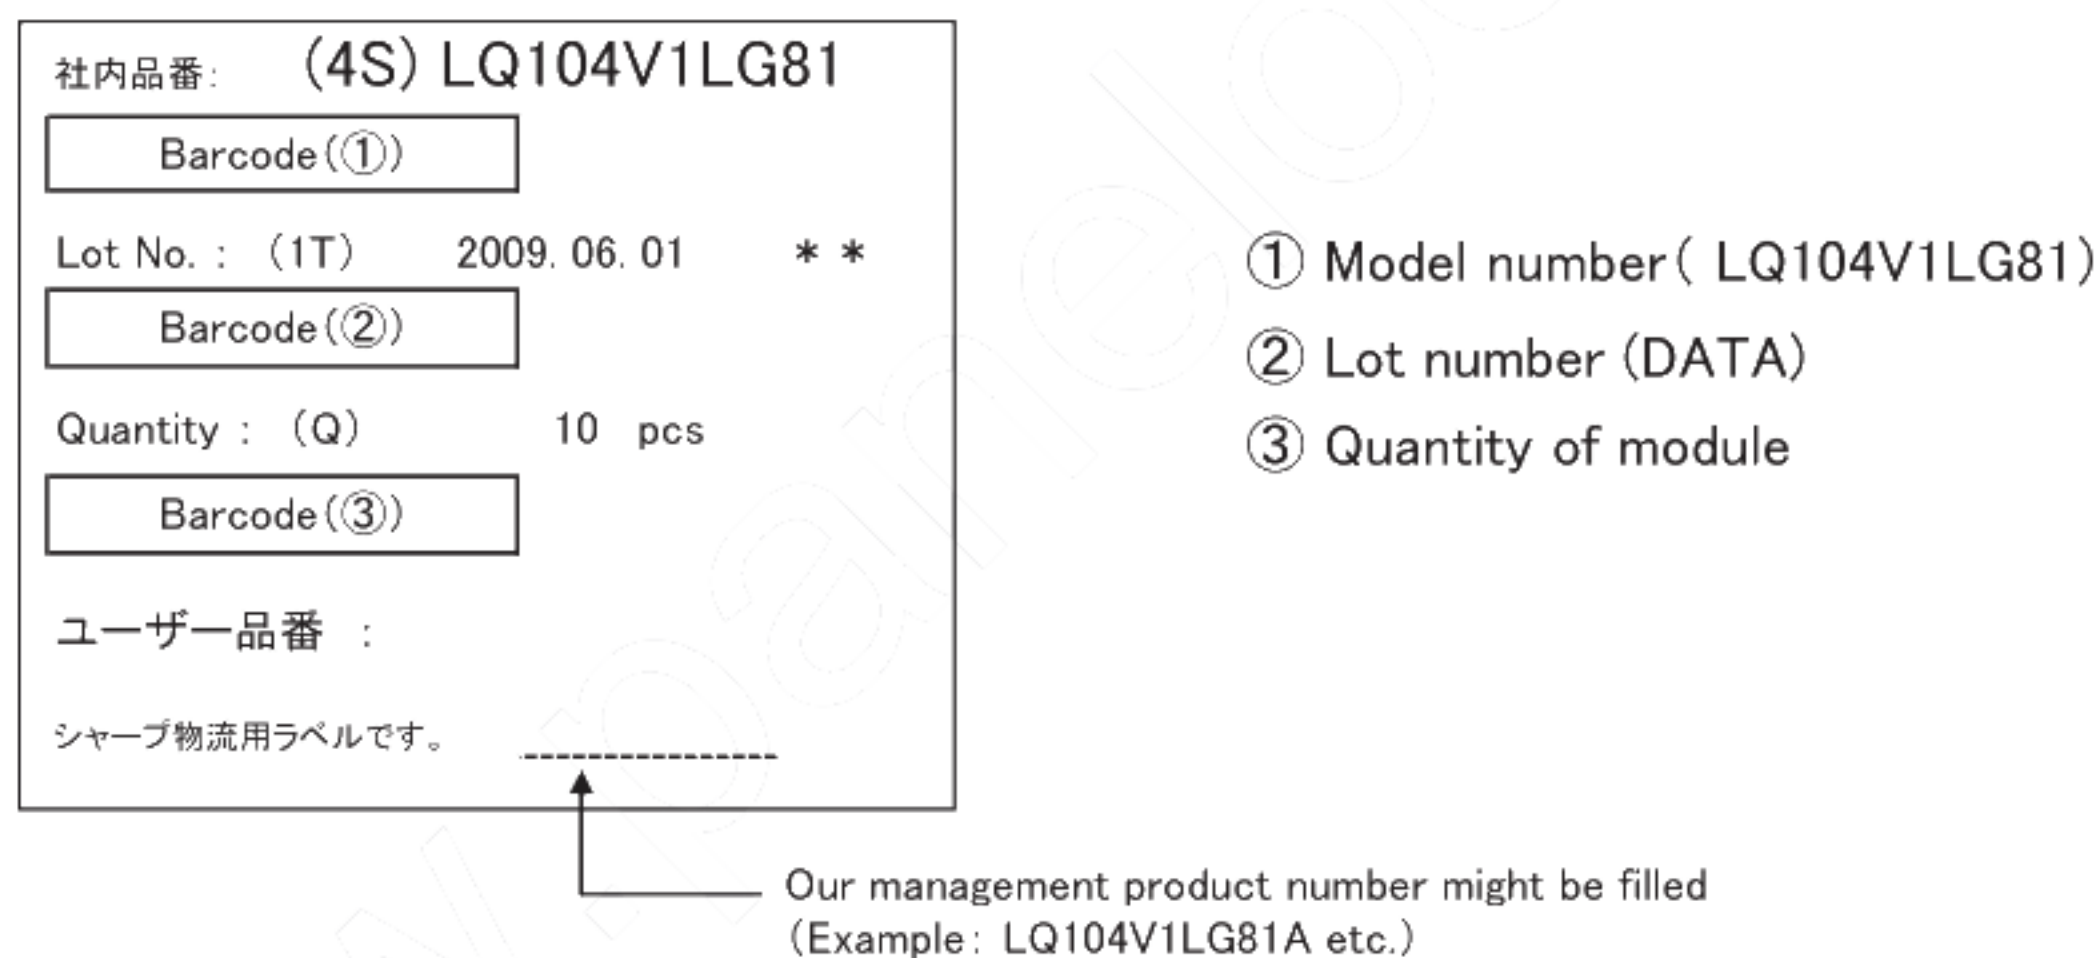 社内品番: (4S) LQ104V1LG81
Barcode(①)
Lot No. : (1T) 2009. 06. 01 * *
Barcode(②)
Quantity : (Q) 10 pcs
Barcode(③)
ユーザー品番 :
シャープ物流用ラベルです。
① Model number( LQ104V1LG81)
② Lot number (DATA)
③ Quantity of module
Our management product number might be filled
(Example: LQ104V1LG81A etc.)